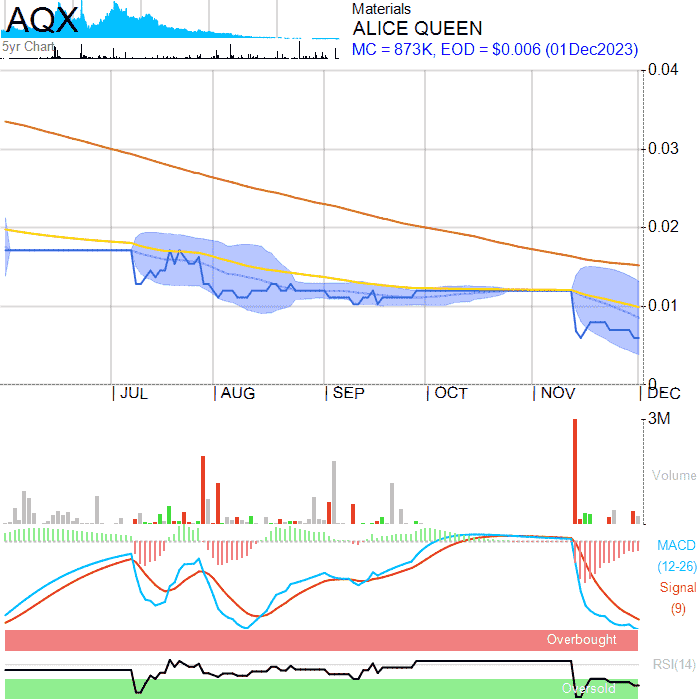 AQX
5yr Chart
Materials
ALICE QUEEN
MC = 873K, EOD = $0.006 (01Dec2023)
0.04
0.03
0.02
0.01
0
JUL
AUG
SEP
OCT
NOV
DEC
3M
Volume
MACD
(12-26)
Signal
(9)
Overbought
RSI(14)
Oversold